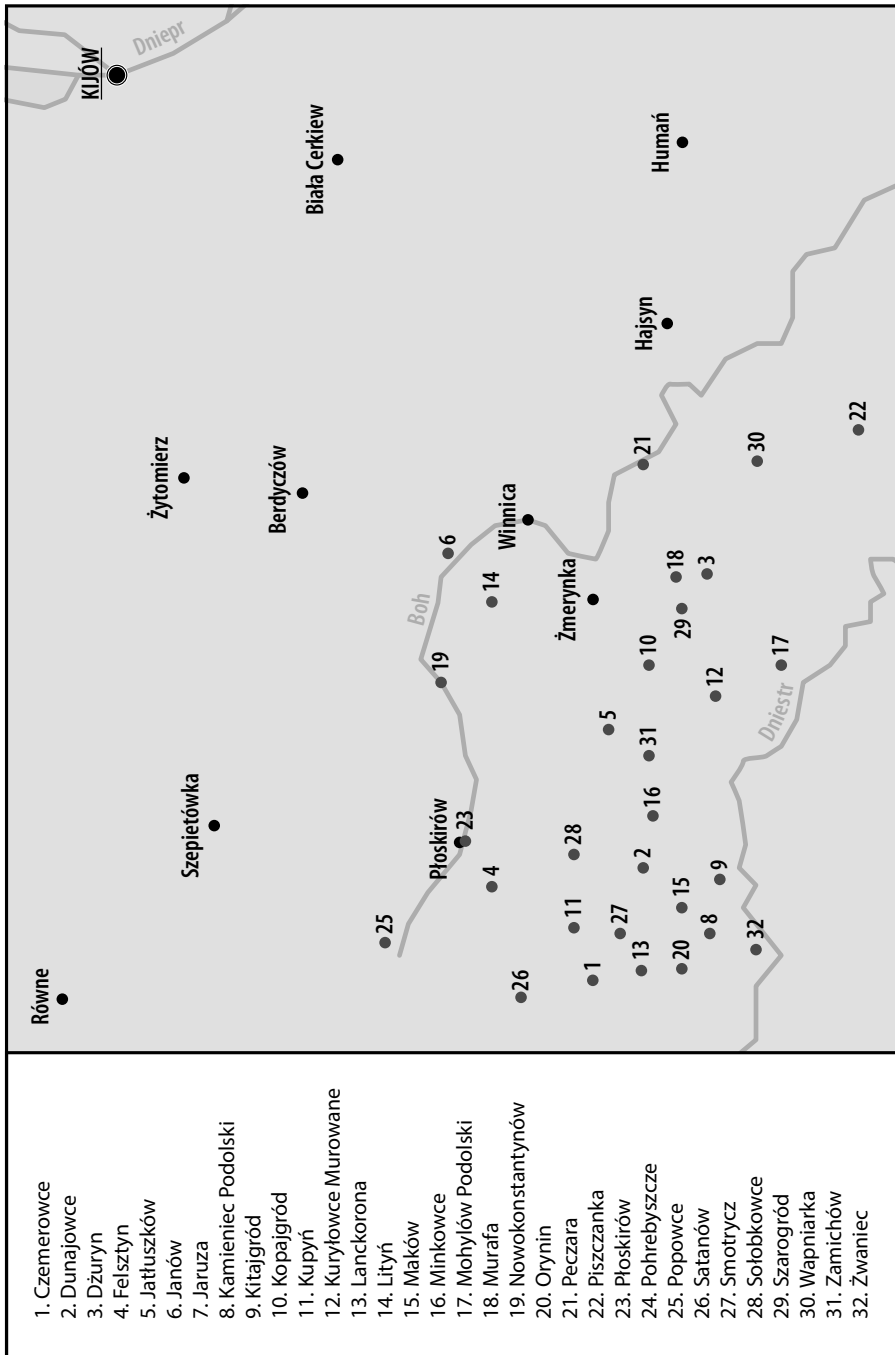 1. Czemerowce
2. Dunajowce
3. Dżuryn
4. Felsztyn
5. Jatłuszków
6. Janów
7. Jaruza
8. Kamieniec Podolski
9. Kitajgród
10. Kopajgród
11. Kupyń
12. Kuryłowce Murowane
13. Lanckorona
14. Lityń
15. Maków
16. Minkowce
17. Mohylów Podolski
18. Murafa
19. Nowokonstantynów
20. Orynin
21. Peczara
22. Piszczanka
23. Płoskirów
24. Pohrebyszcze
25. Popowce
26. Satanów
27. Smotrycz
28. Sołobkowce
29. Szarogród
30. Wapniarka
31. Zamichów
32. Żwaniec
Równe
KIJÓW
Dniepr
Żytomierz
Szepietówka
Berdyczów
Biała Cerkiew
25
Boh
19
6
Płoskirów
23
4
14
Winnica
26
28
11
Żmerynka
1
5
27
21
13
2
16
31
10
Hajsyn
Humań
20
15
29
18
8
9
12
3
32
Dniestr
17
30
22